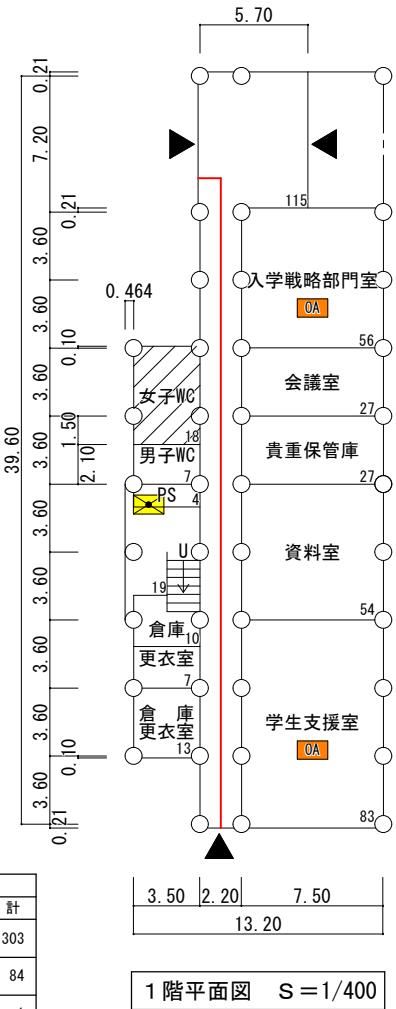 5.70
0.21
7.20
0.21
3.60
3.60
0.10
3.60
3.60
3.60
3.60
3.60
3.60
0.10
3.60
0.21
39.60
1.50
2.10
0.464
115
入学戦略部門室
OA
56
会議室
27
貴重保管庫
27
資料室
54
学生支援室
OA
83
女子WC
18
男子WC
7
PS
4
U
19
倉庫
10
更衣室
7
倉 庫
更衣室
13
3.50 2.20 7.50
13.20
計
303
84
1階平面図 S=1/400